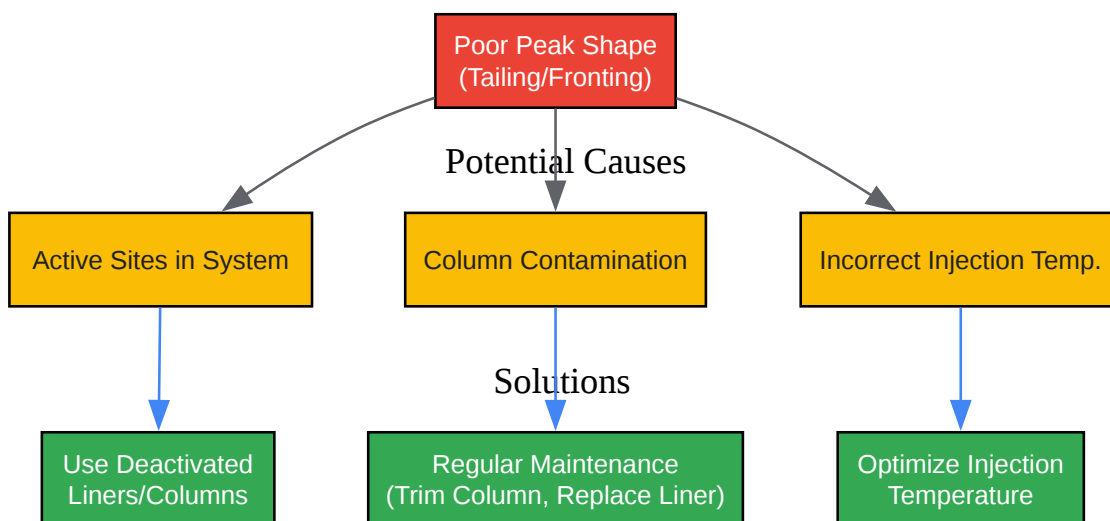 Poor Peak Shape
(Tailing/Fronting)
Potential Causes
Active Sites in System
Column Contamination
Incorrect Injection Temp.
Solutions
Use Deactivated
Liners/Columns
Regular Maintenance
(Trim Column, Replace Liner)
Optimize Injection
Temperature